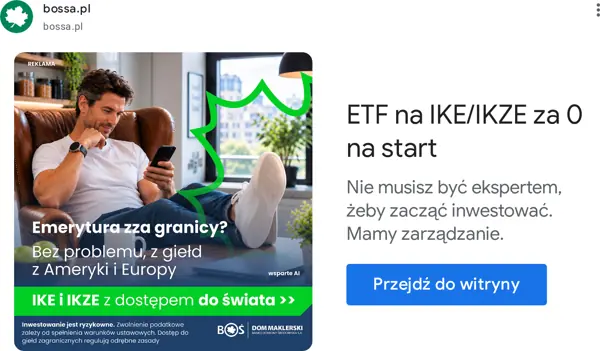 bossa.pl
bossa.pl
REKLAMA
Emerytura zza granicy?
Bez problemu, z giełd
z Ameryki i Europy
wsparte AI
IKE i IKZE z dostępem do świata >>
Inwestowanie jest ryzykowne. Zwolnienie podatkowe
zależy od spełnienia warunków ustawowych. Dostęp do
giełd zagranicznych regulują odrębne zasady
BOŚ DOM MAKLERSKI
ETF na IKE/IKZE za 0
na start
Nie musisz być ekspertem,
żeby zacząć inwestować.
Mamy zarządzanie.
Przejdź do witryny